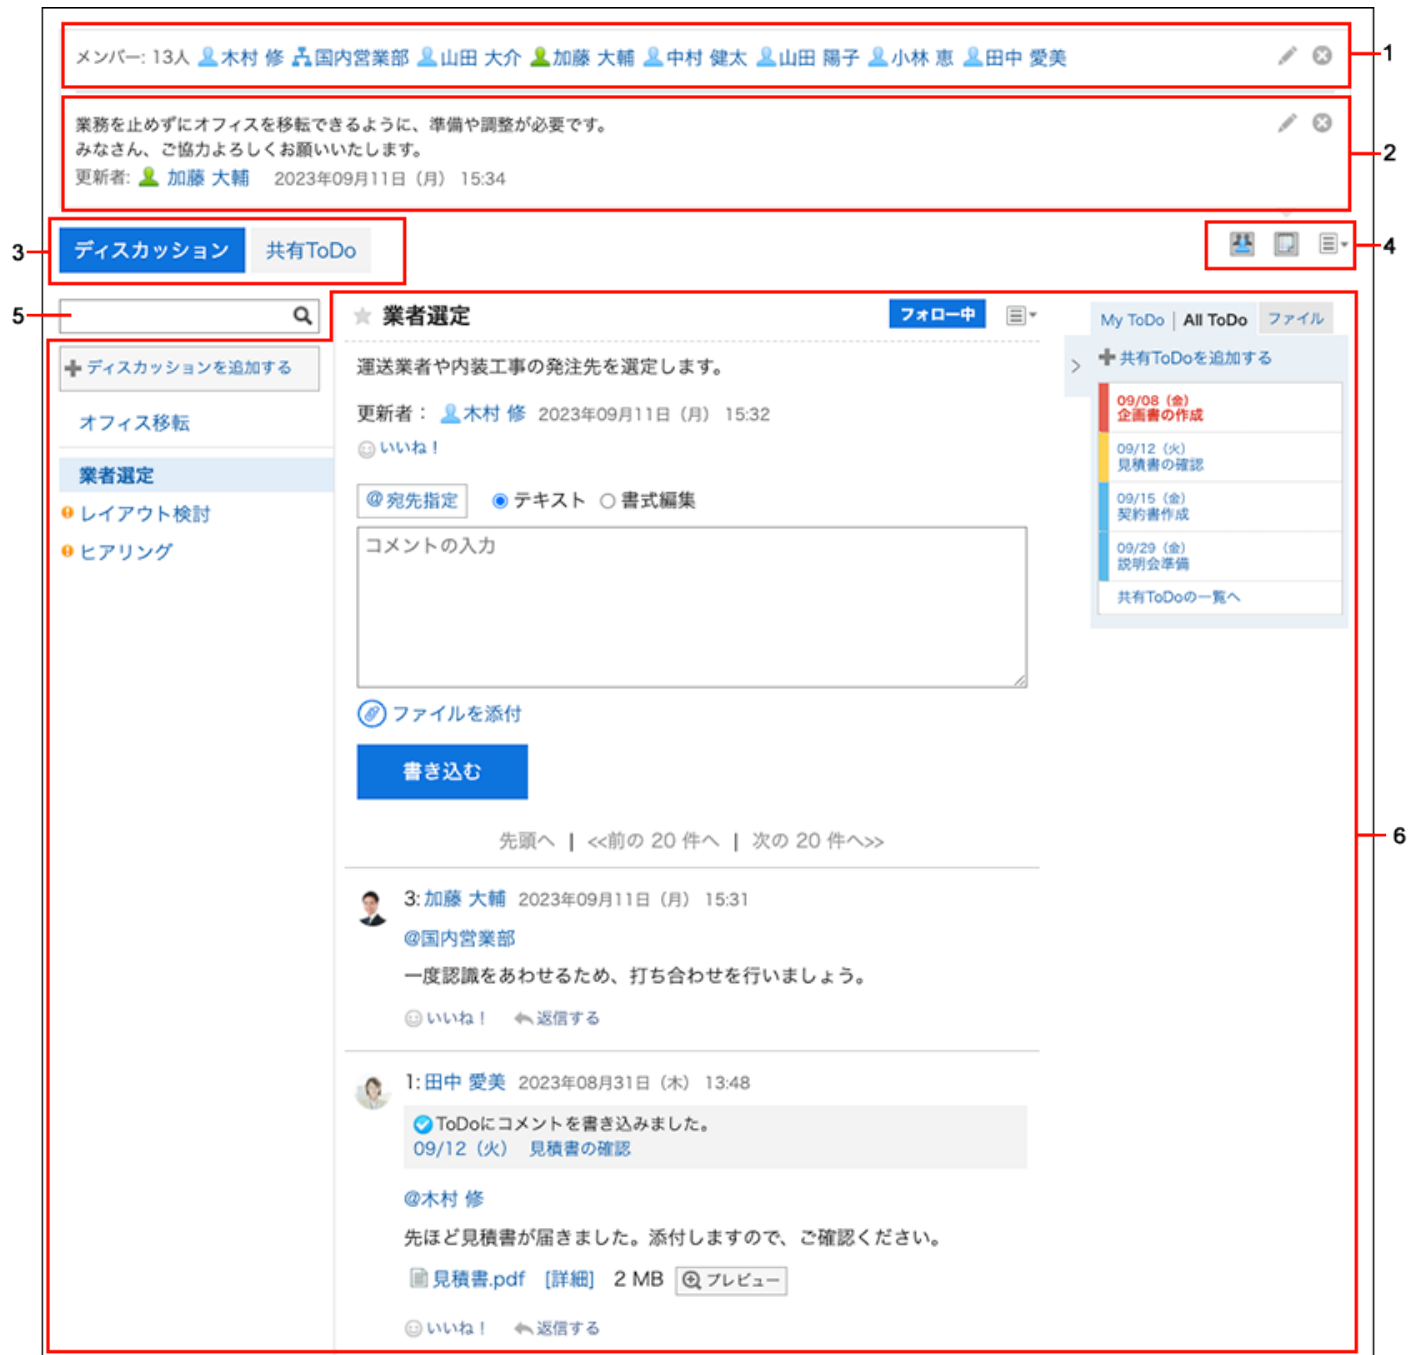 メンバー: 13人 木村 修 国内営業部 山田 大介 加藤 大輔 中村 健太 山田 陽子 小林 恵 田中 愛美
1
業務を止めずにオフィスを移転できるように、準備や調整が必要です。
みなさん、ご協力よろしくお願いいたします。
更新者: 加藤 大輔 2023年09月11日（月） 15:34
2
3
ディスカッション 共有ToDo
4
5
ディスカッションを追加する
オフィス移転
業者選定
レイアウト検討
ヒアリング
業者選定 フォロー中
運送業者や内装工事の発注先を選定します。
更新者： 木村 修 2023年09月11日（月） 15:32
いいね！
@宛先指定 テキスト 書式編集
コメントの入力
ファイルを添付
書き込む
先頭へ | <<前の 20 件へ | 次の 20 件へ>>
3: 加藤 大輔 2023年09月11日（月） 15:31
@国内営業部
一度認識をあわせるため、打ち合わせを行いましょう。
いいね！ 返信する
1: 田中 愛美 2023年08月31日（木） 13:48
ToDoにコメントを書き込みました。
09/12（火） 見積書の確認
@木村 修
先ほど見積書が届きました。添付しますので、ご確認ください。
見積書.pdf [詳細] 2 MB プレビュー
いいね！ 返信する
My ToDo | All ToDo ファイル
共有ToDoを追加する
09/08（金）
企画書の作成
09/12（火）
見積書の確認
09/15（金）
契約書作成
09/29（金）
説明会準備
共有ToDoの一覧へ
6